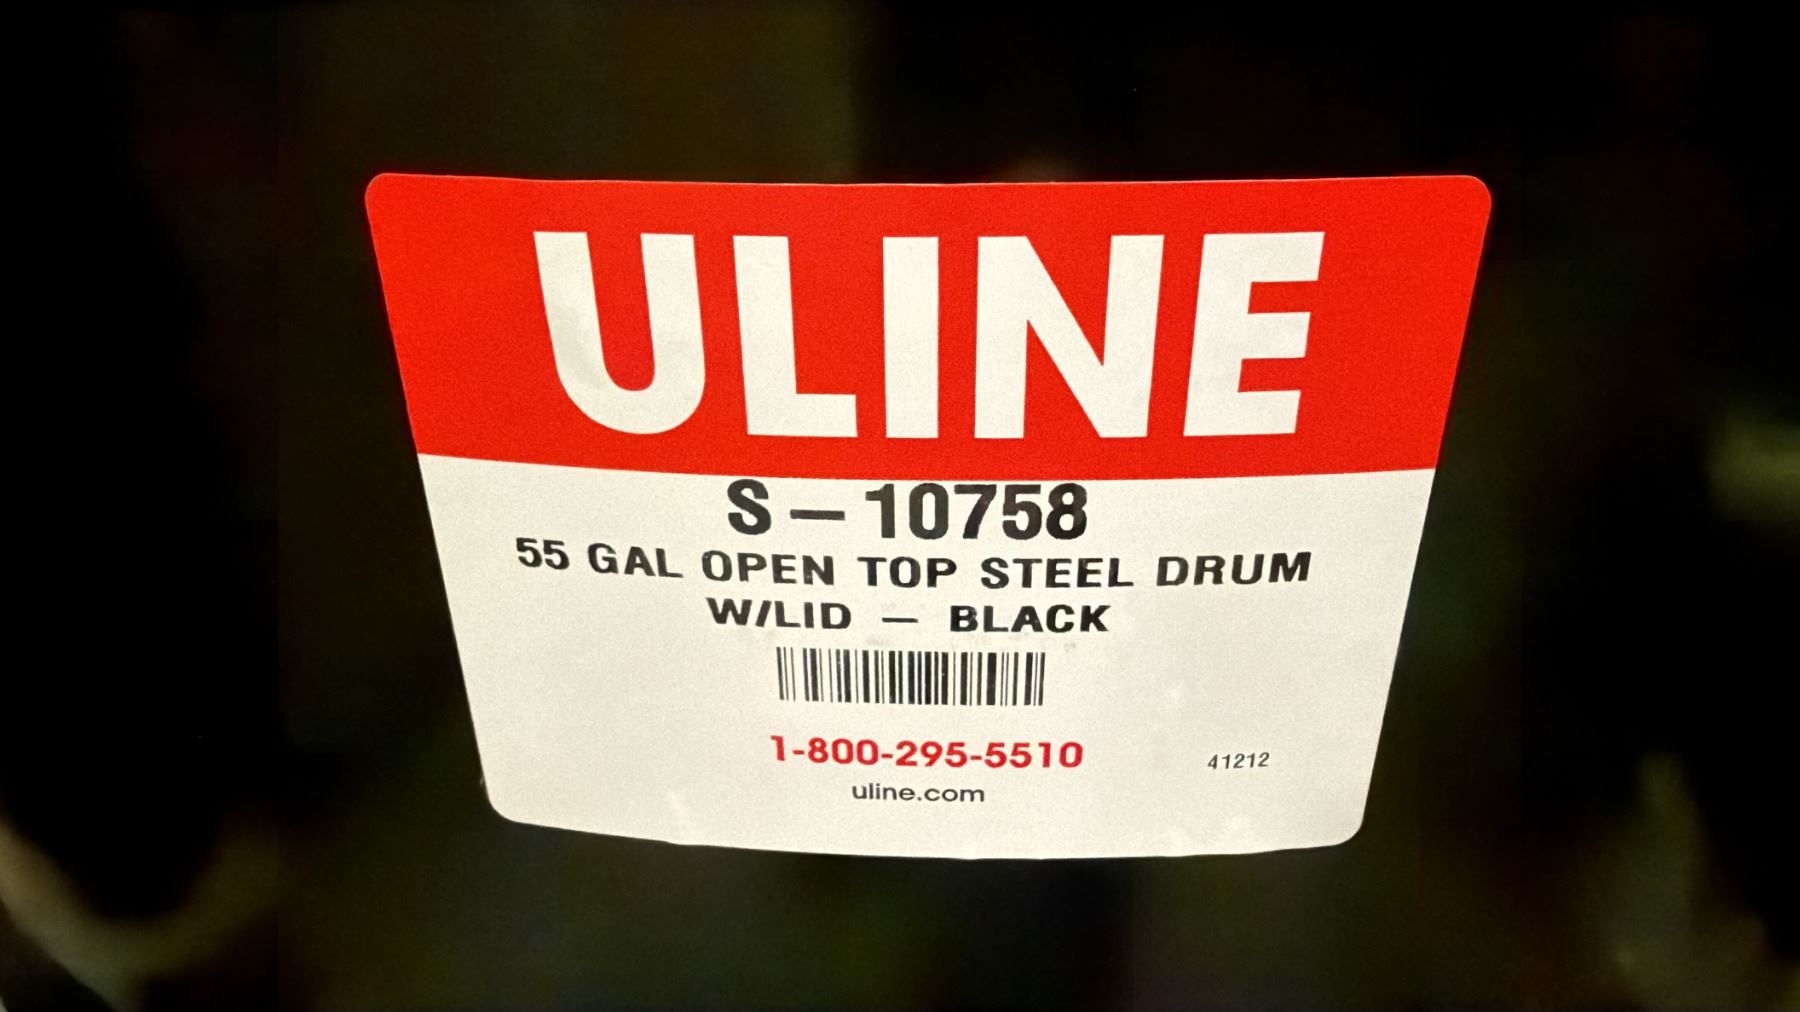 ULINE
S-10758
55 GAL OPEN TOP STEEL DRUM
W/LID - BLACK
1-800-295-5510
41212
uline.com